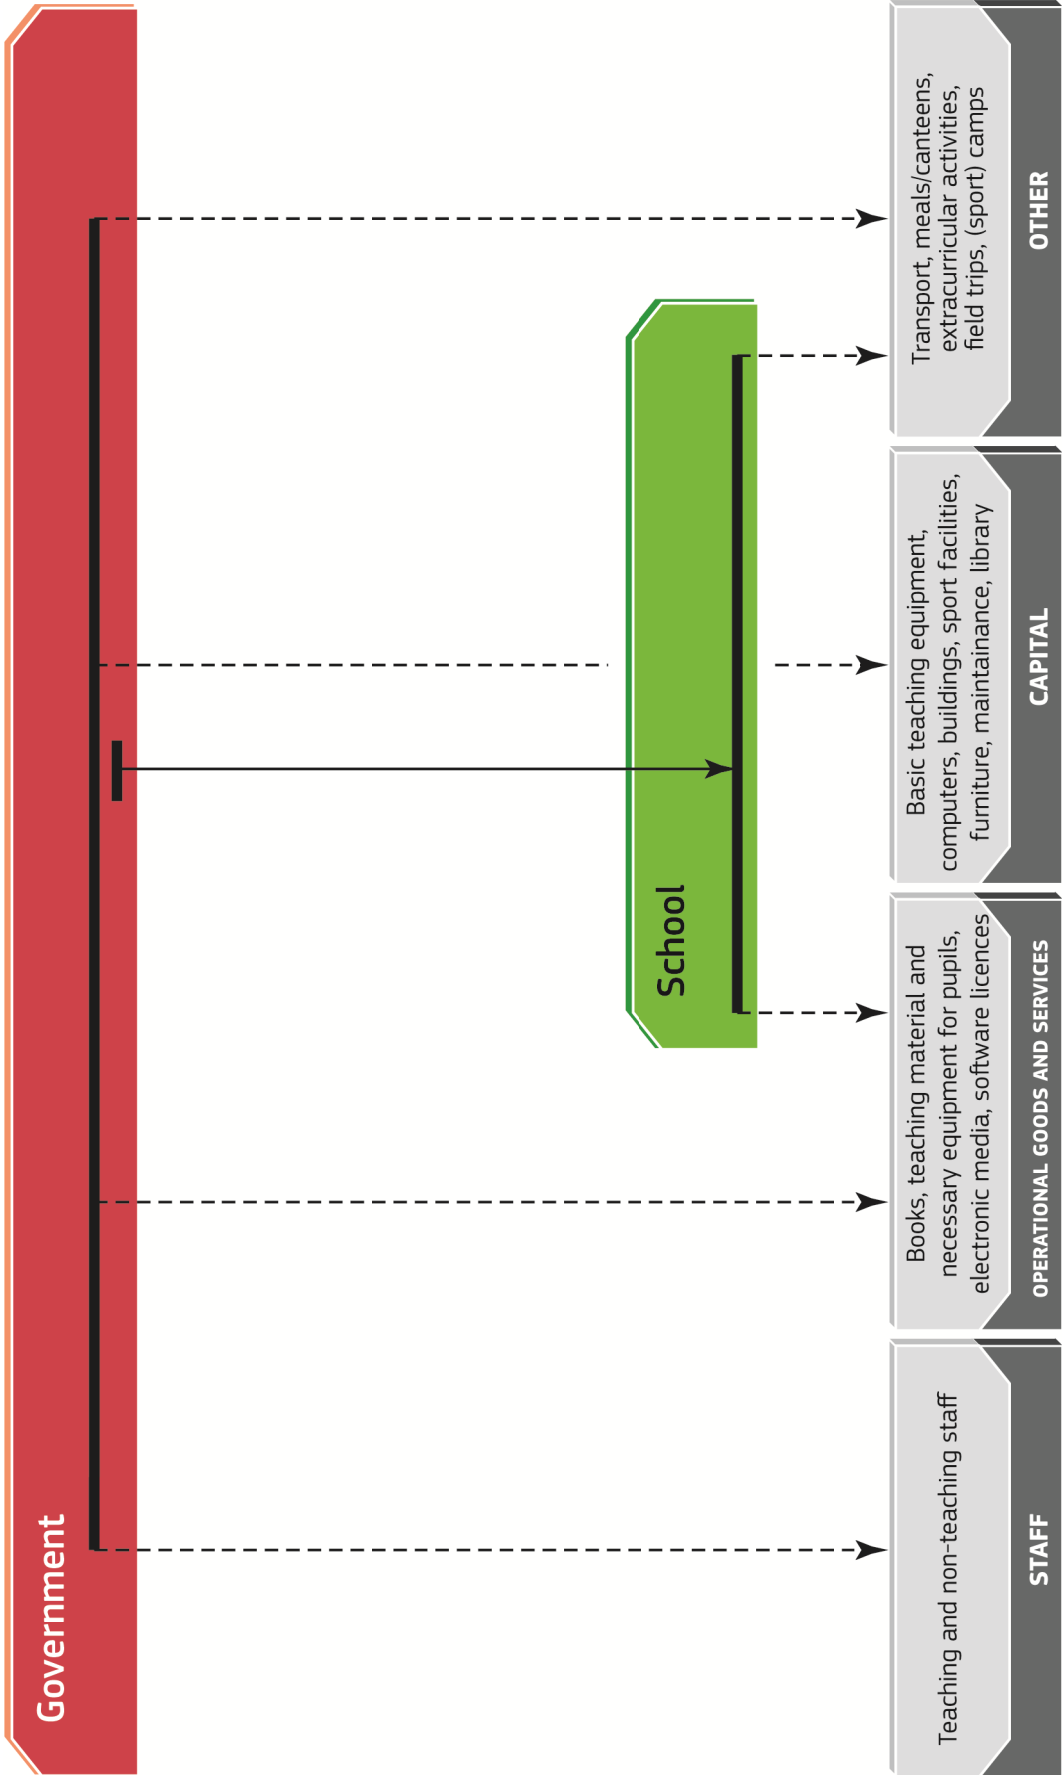 Government
School
Teaching and non-teaching staff
STAFF
Books, teaching material and
necessary equipment for pupils,
electronic media, software licences
OPERATIONAL GOODS AND SERVICES
Basic teaching equipment,
computers, buildings, sport facilities,
furniture, maintainance, library
CAPITAL
Transport, meals/canteens,
extracurricular activities,
field trips, (sport) camps
OTHER